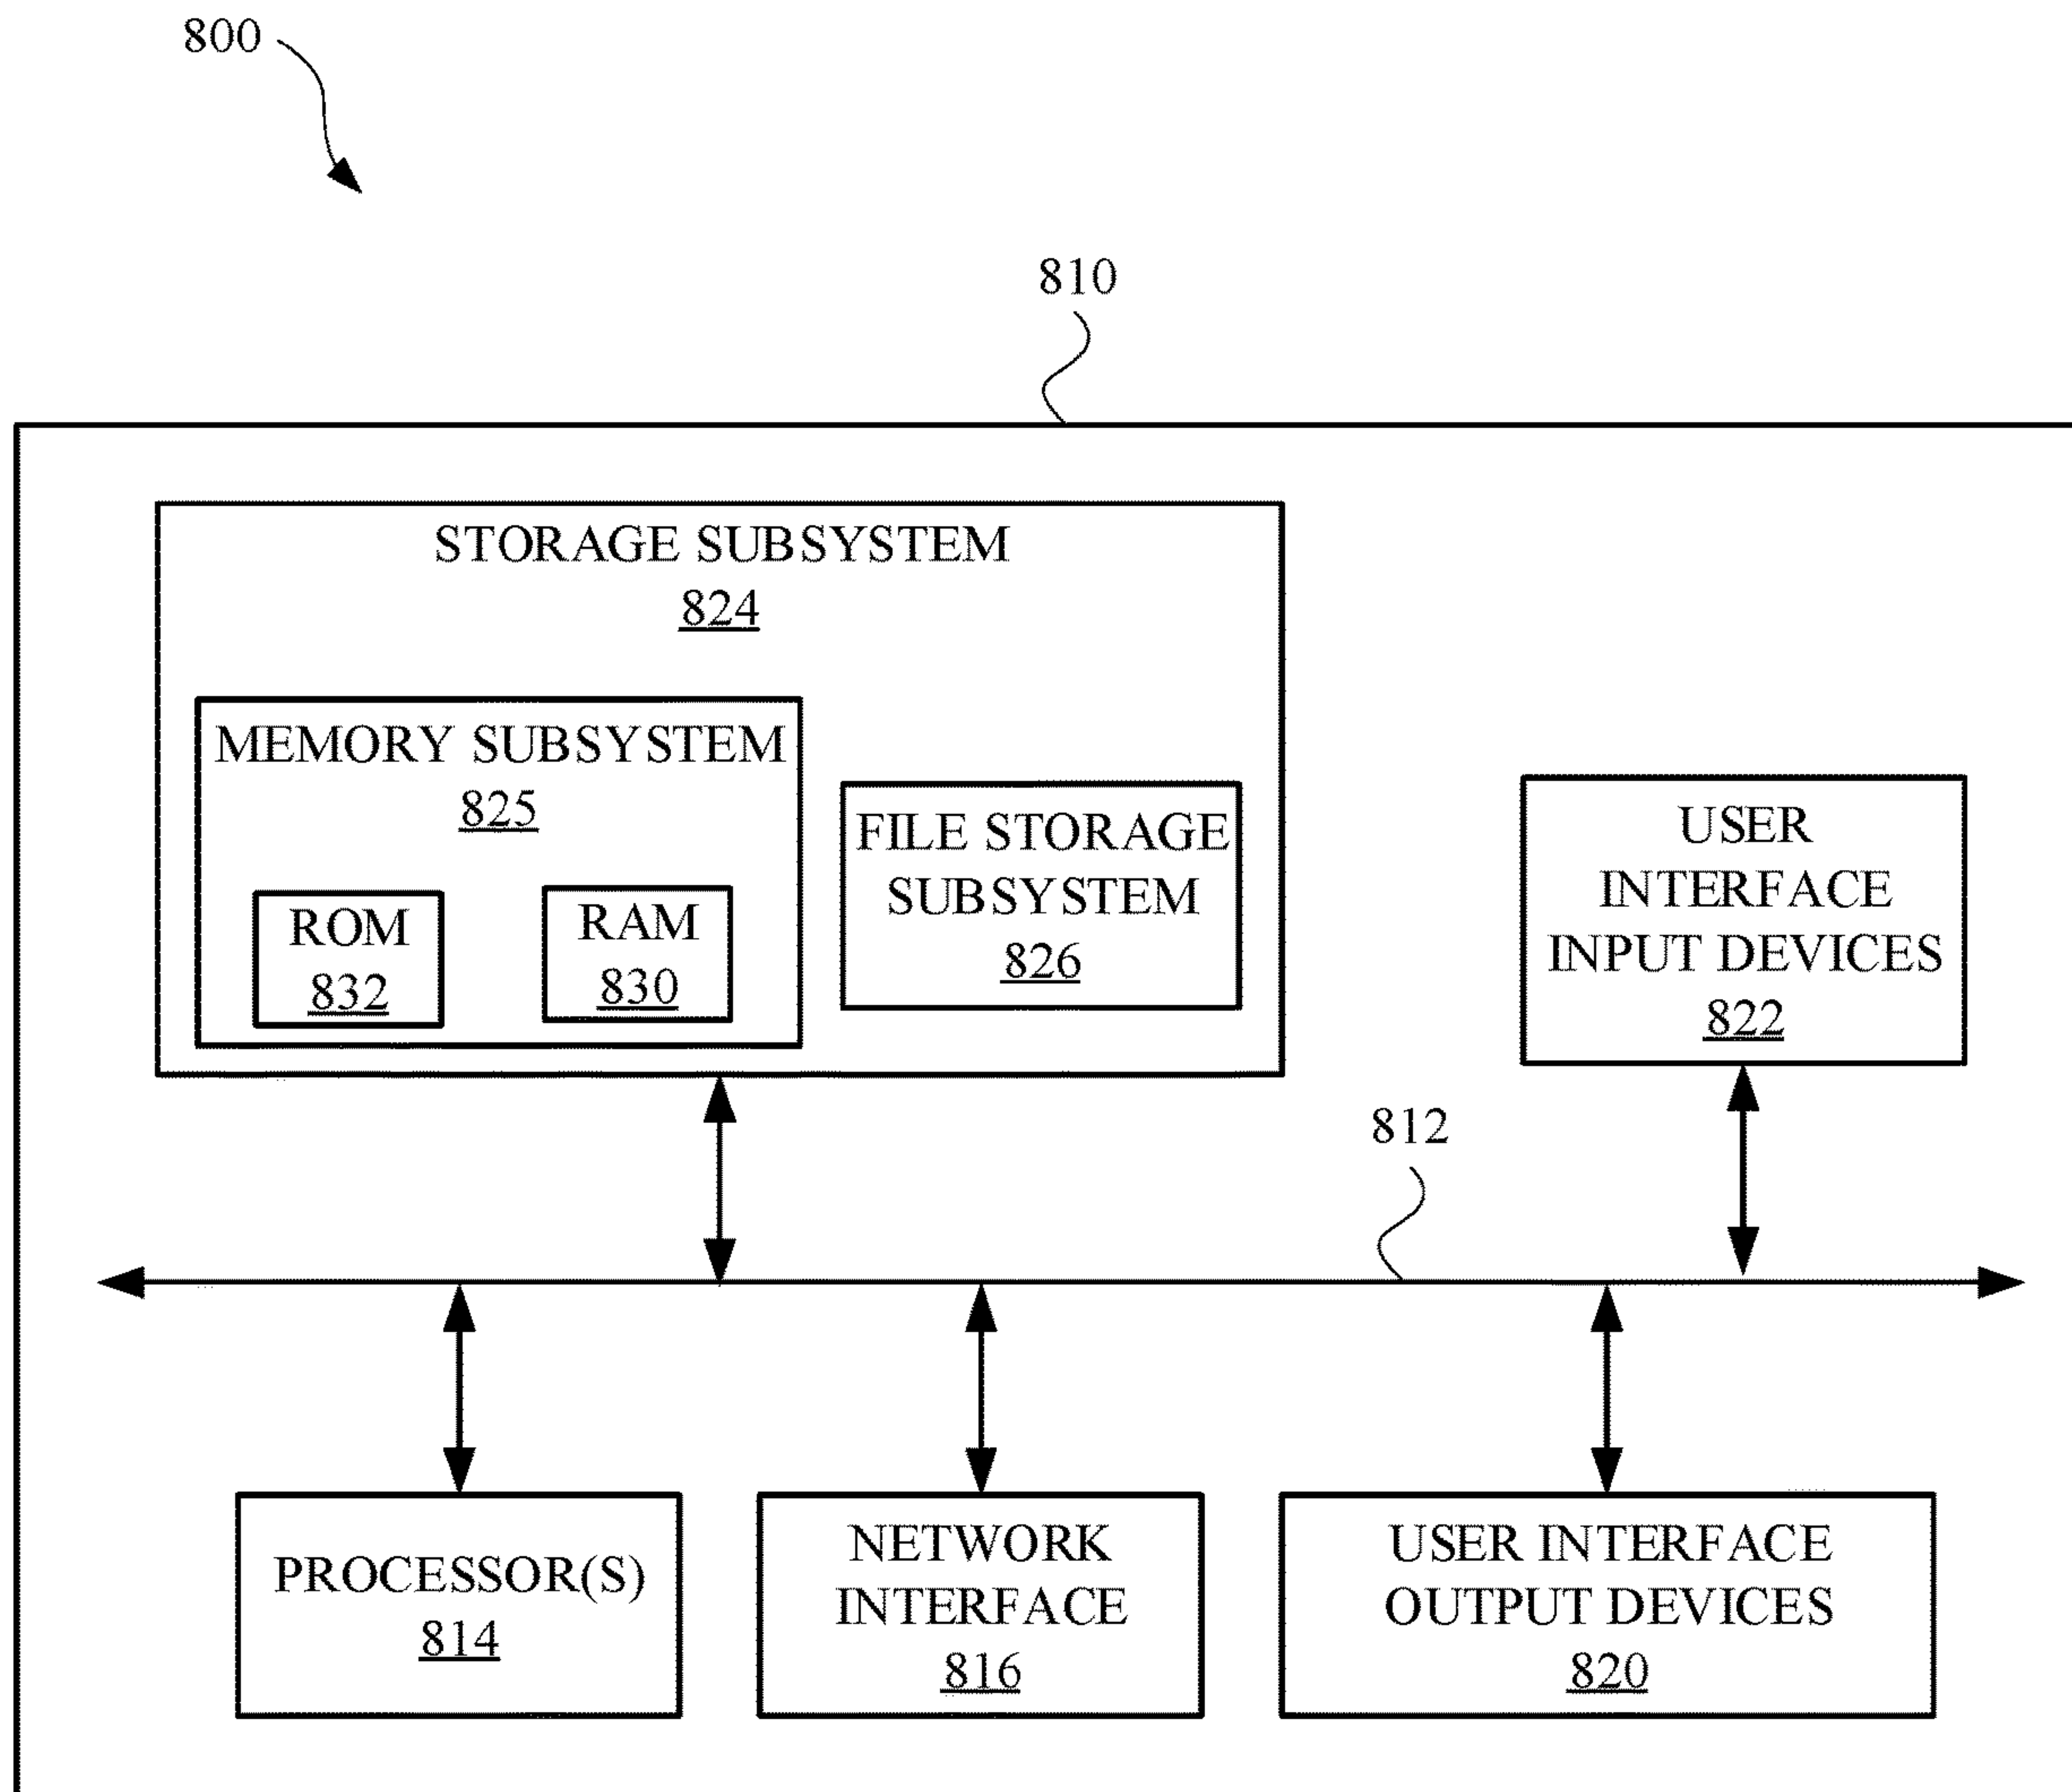 800
810
STORAGE SUBSYSTEM
824
MEMORY SUBSYSTEM
825
ROM
832
RAM
830
FILE STORAGE
SUBSYSTEM
826
USER
INTERFACE
INPUT DEVICES
822
812
PROCESSOR(S)
814
NETWORK
INTERFACE
816
USER INTERFACE
OUTPUT DEVICES
820